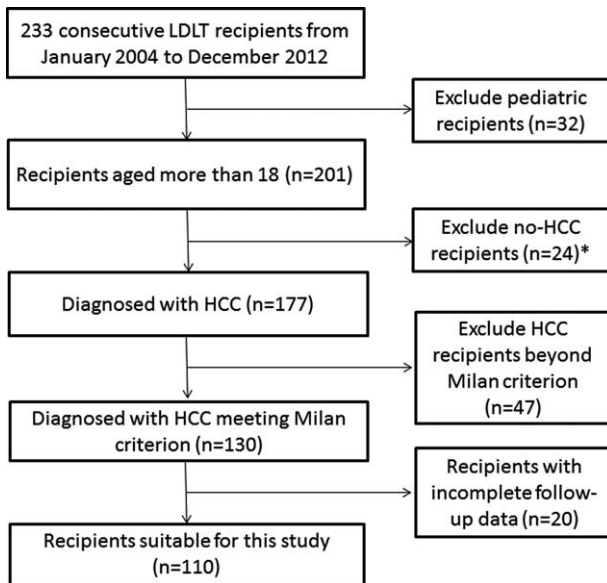 233 consecutive LDLT recipients from
January 2004 to December 2012
Exclude pediatric
recipients (n=32)
Recipients aged more than 18 (n=201)
Exclude no-HCC
recipients (n=24)*
Diagnosed with HCC (n=177)
Exclude HCC
recipients beyond
Milan criterion
(n=47)
Diagnosed with HCC meeting Milan
criterion (n=130)
Recipients with
incomplete follow-
up data (n=20)
Recipients suitable for this study
(n=110)